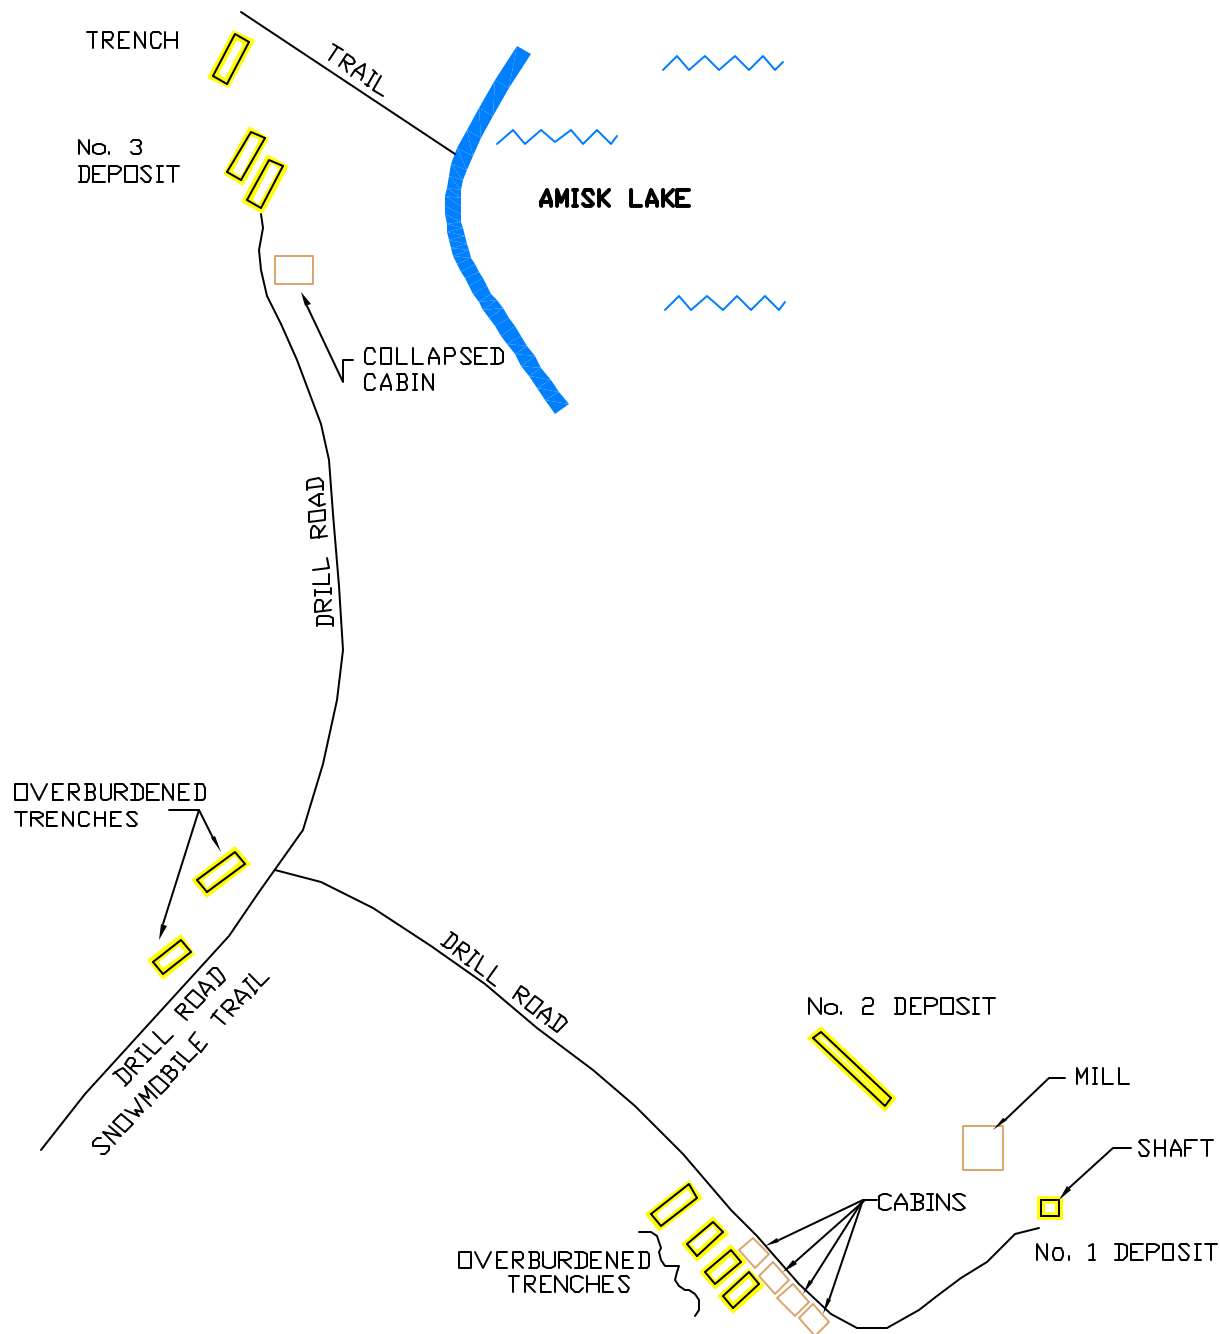 TRENCH
TRAIL
No. 3
DEPOSIT
AMISK LAKE
COLLAPSED
CABIN
DRILL ROAD
OVERBURDENED
TRENCHES
DRILL ROAD
SNOWMOBILE TRAIL
DRILL ROAD
No. 2 DEPOSIT
MILL
SHAFT
CABINS
No. 1 DEPOSIT
OVERBURDENED
TRENCHES